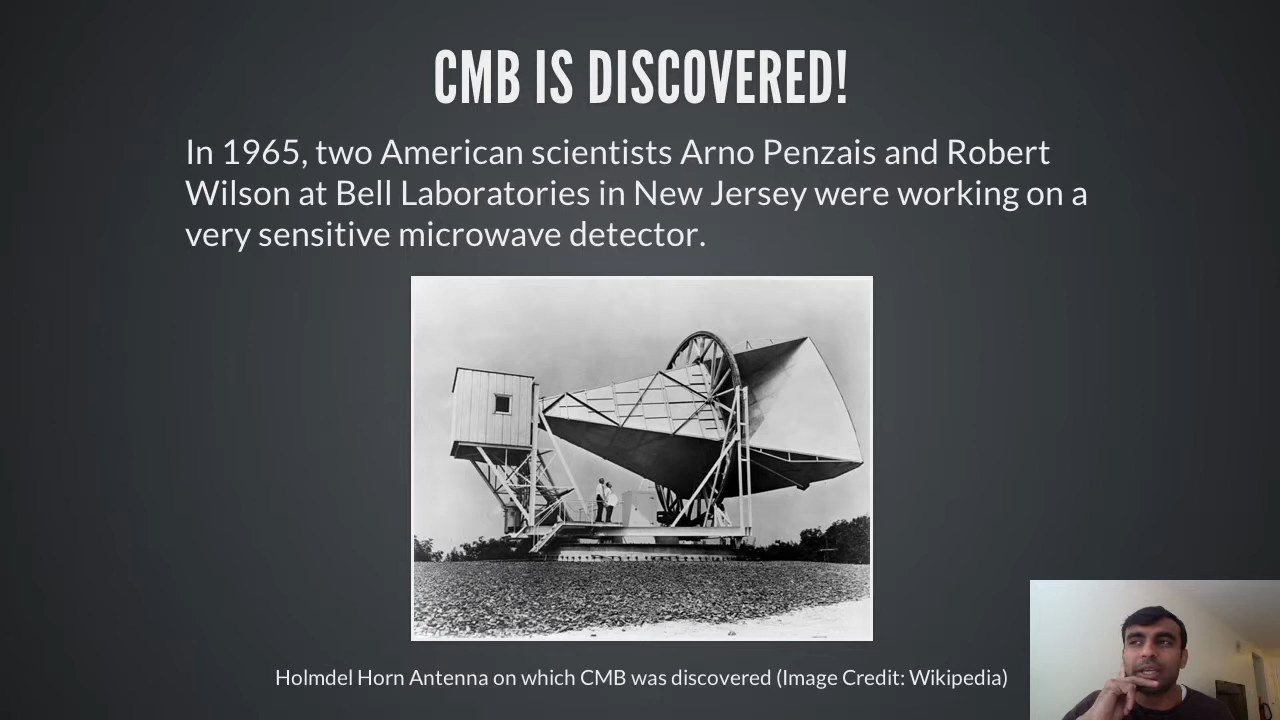 CMB IS DISCOVERED!
In 1965, two American scientists Arno Penzais and Robert
Wilson at Bell Laboratories in New Jersey were working on a
very sensitive microwave detector.
Holmdel Horn Antenna on which CMB was discovered (Image Credit: Wikipedia)